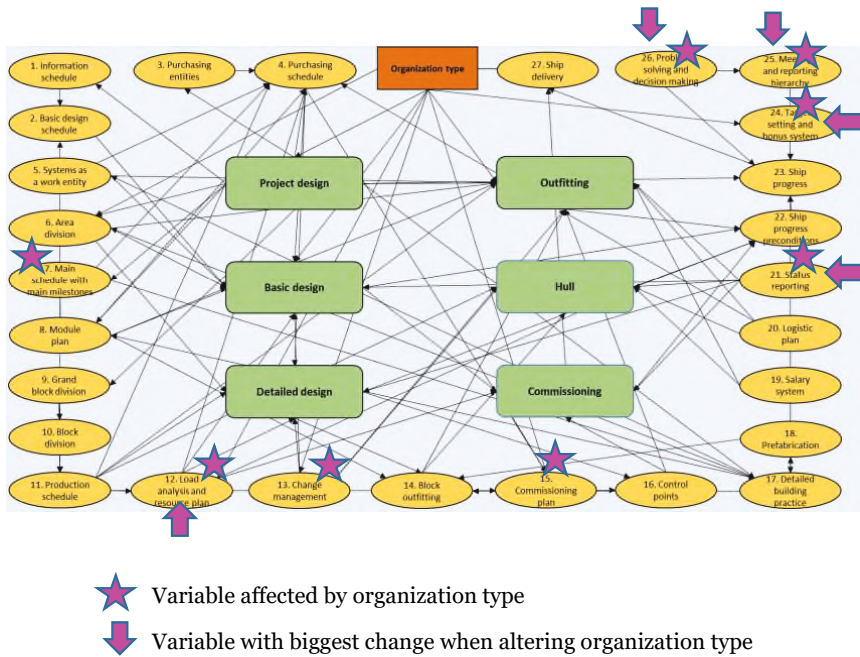 1. Information
schedule
3. Purchasing
entities
4. Purchasing
schedule
Organization type
27. Ship
delivery
26.
solving and
decision making
25.
and reporting
hierarchy
2. Basic design
schedule
24.
setting and
bonus system
5. Systems as
a work entity
Project design
Outfitting
23. Ship
progress
6. Area
division
22. Ship
progress
preconditions
7. Main
schedule with
main milestones
Basic design
Hull
21. Status
reporting
8. Module
plan
20. Logistic
plan
9. Grand
block division
Detailed design
Commissioning
19. Salary
system
10. Block
division
18.
Prefabrication
11. Production
schedule
12. Load
analysis and
resourse plan
13. Change
management
14. Block
outfitting
15.
Commissioning
plan
16. Control
points
17. Detailed
building
practice
Variable affected by organization type
Variable with biggest change when altering organization type